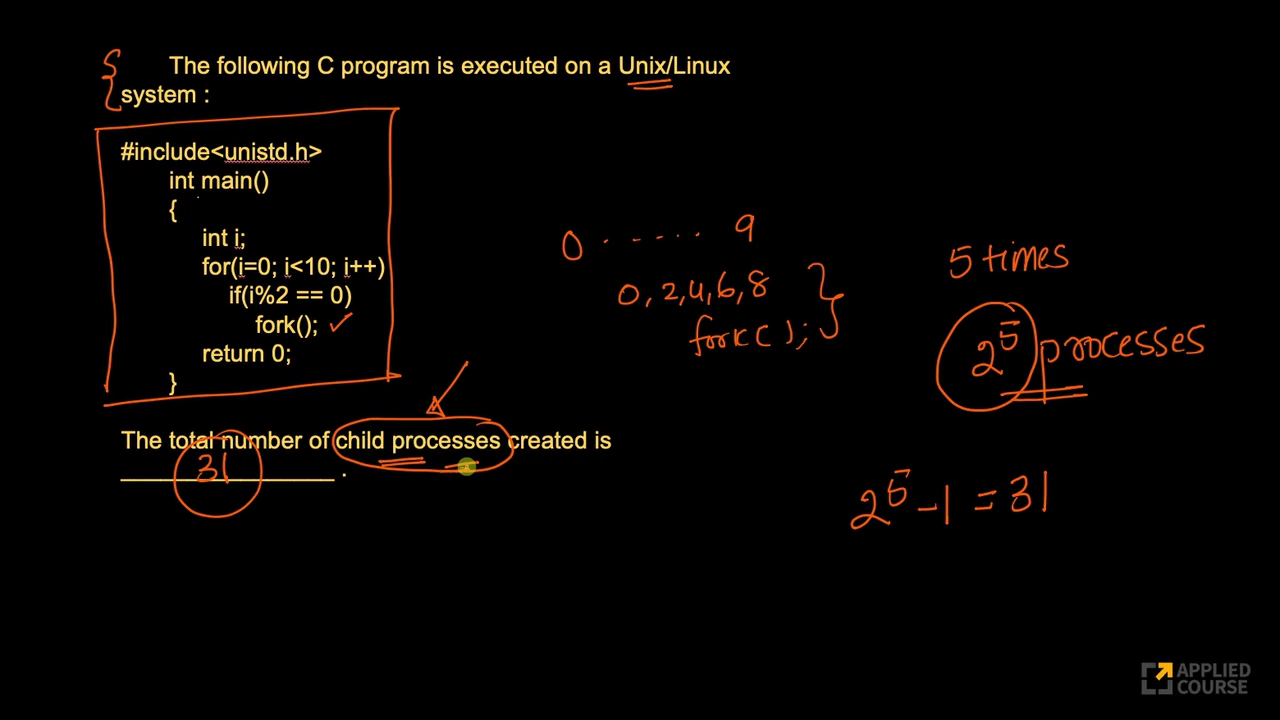 The following C program is executed on a Unix/Linux
system :
#include<unistd.h>
int main()
{
int i;
for(i=0; i<10; i++)
if(i%2 == 0)
fork(); ✓
return 0;
}
The total number of child processes created is
31
_________________ .
0 . . - - . . . 9
0, 2, 4, 6, 8 }
fork( );
5 times
2^5 processes
2^5 - 1 = 31
APPLIED
COURSE